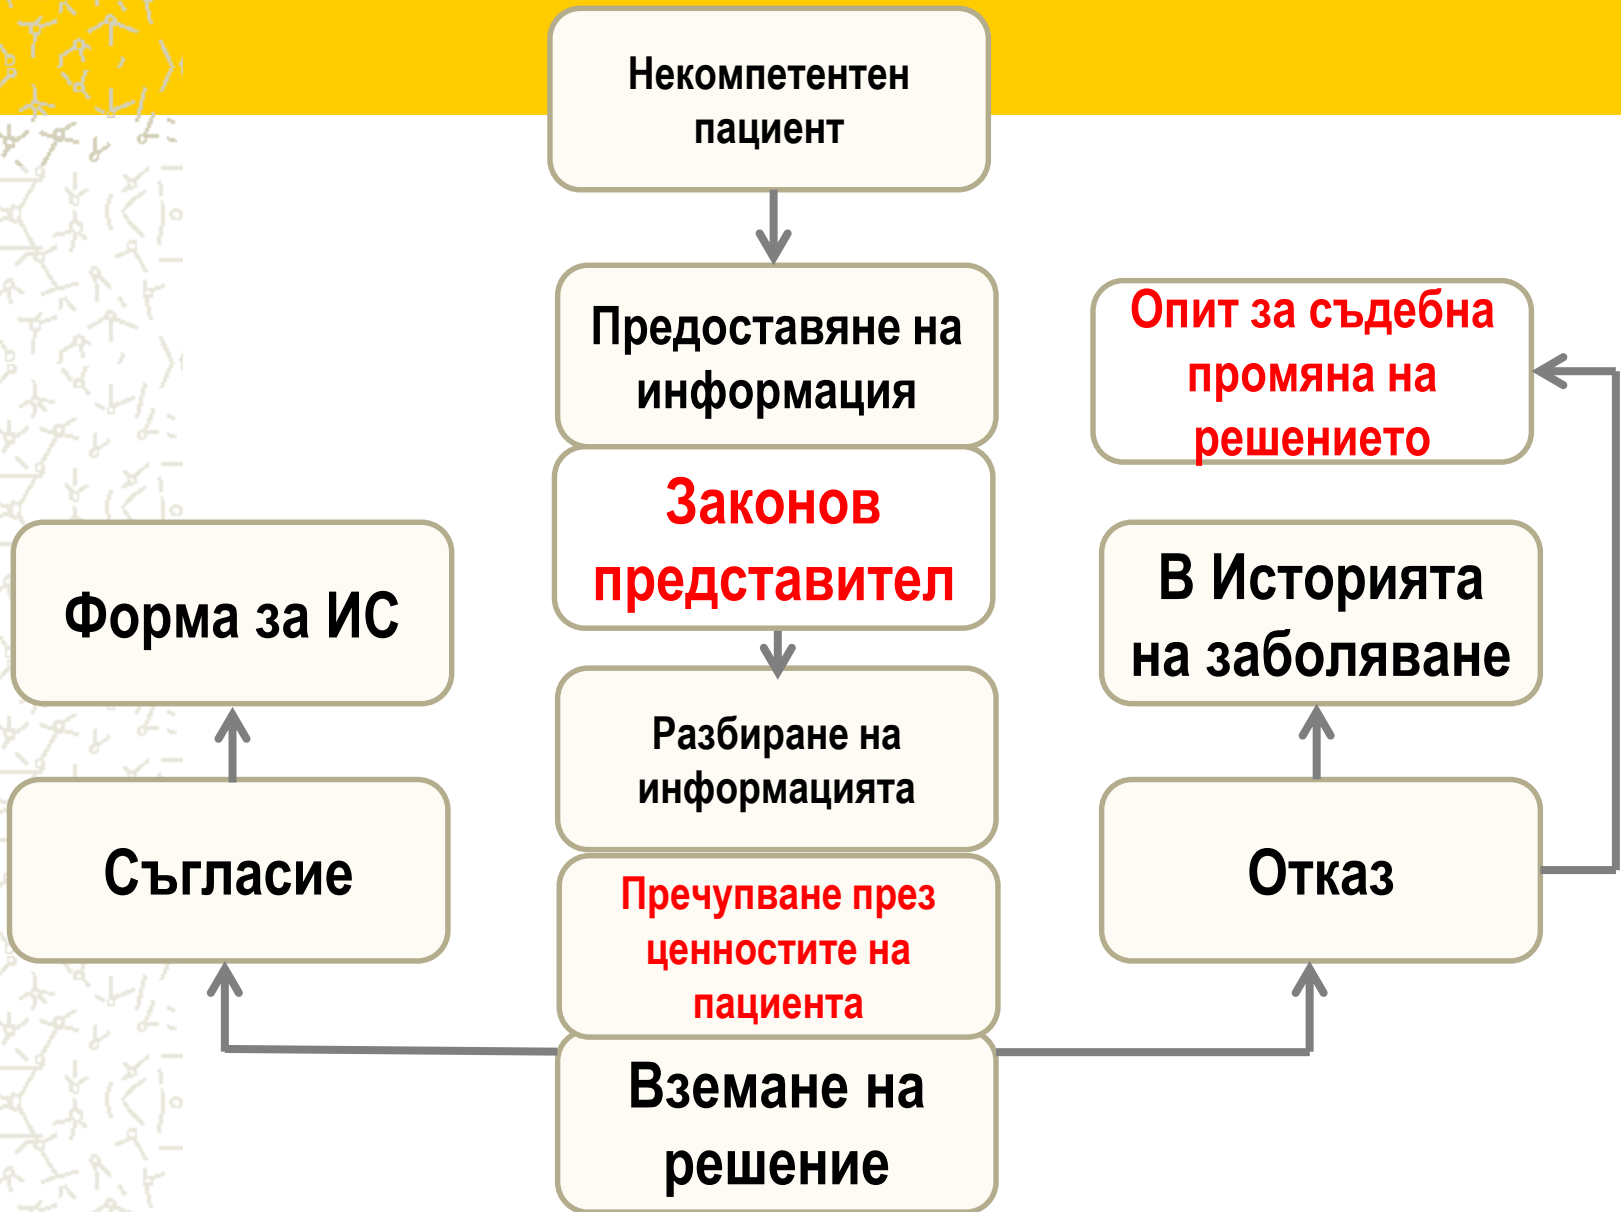 Некомпетентен
пациент
Предоставяне на
информация
Законов
представител
Разбиране на
информацията
Пречупване през
ценностите на
пациента
Вземане на
решение
Съгласие
Форма за ИС
Отказ
В Историята
на заболяване
Опит за съдебна
промяна на
решението